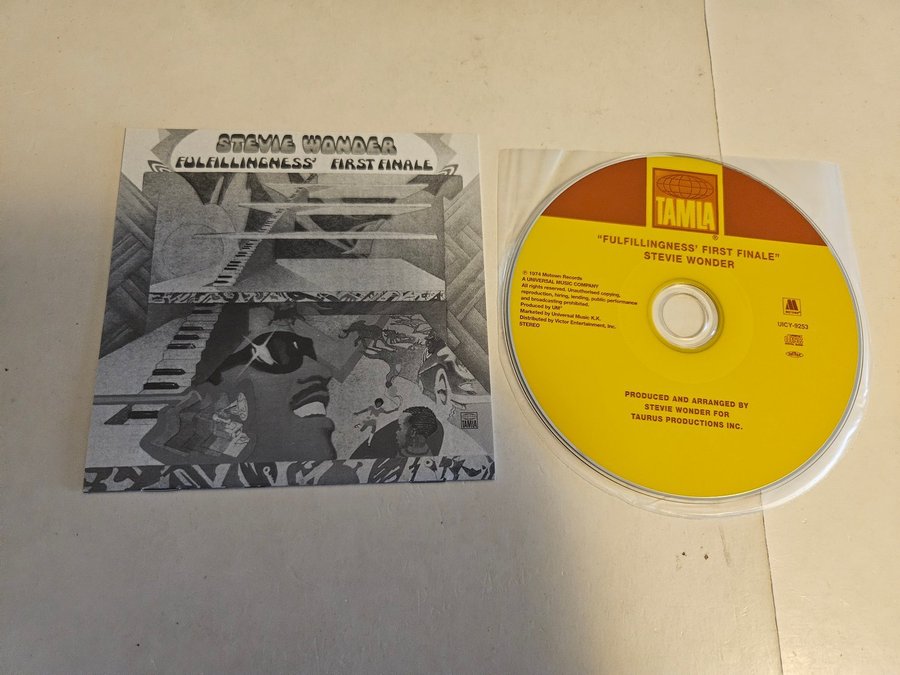 STEVIE WONDER
FULFILLINGNESS' FIRST FINALE
TAMLA
TAMLA
®
"FULFILLINGNESS' FIRST FINALE"
STEVIE WONDER
℗ 1974 Motown Records
A UNIVERSAL MUSIC COMPANY
All rights reserved. Unauthorised copying,
reproduction, hiring, lending, public performance
and broadcasting prohibited.
Produced by UM³
Marketed by Universal Music K.K.
Distributed by Victor Entertainment, Inc.
STEREO
MOTOWN
UICY-9253
PRODUCED AND ARRANGED BY
STEVIE WONDER FOR
TAURUS PRODUCTIONS INC.